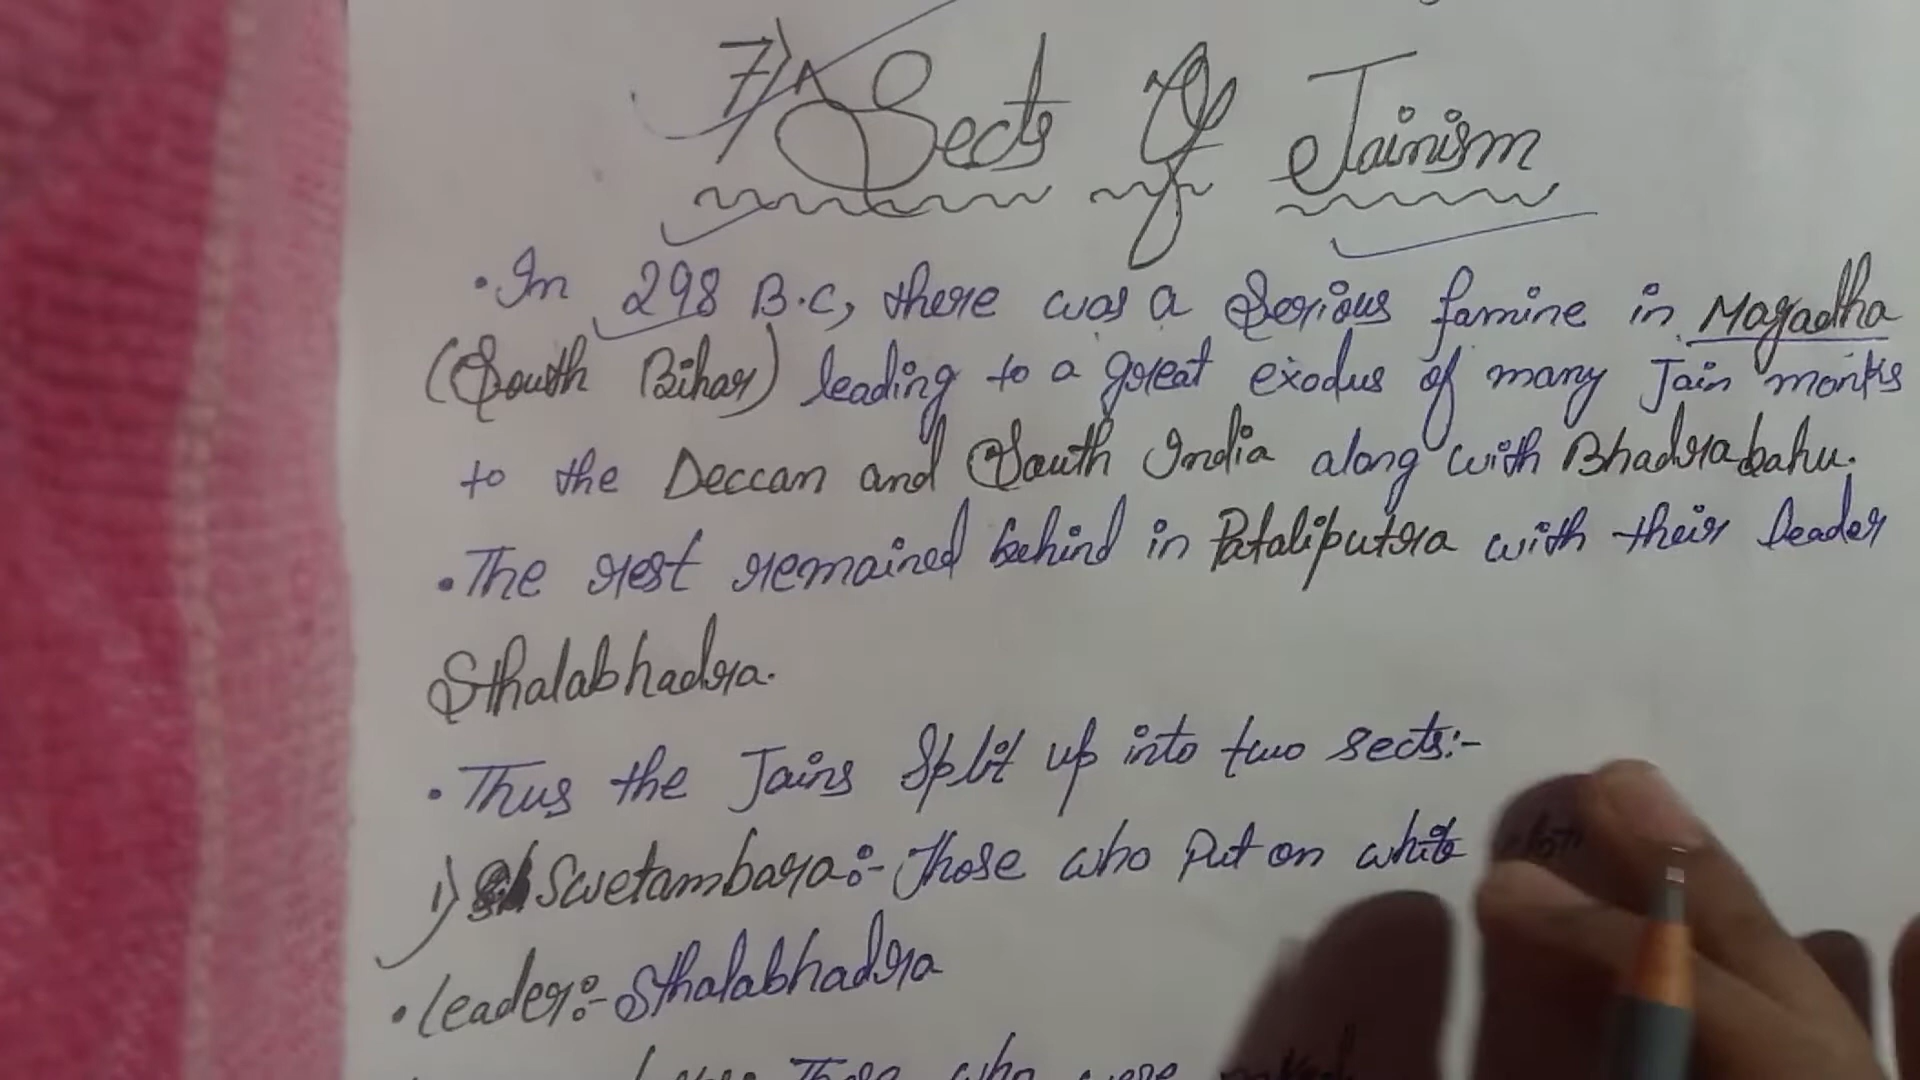 7) Sects Of Jainism
• In 298 B.C, there was a Serious famine in Magadha
(South Bihar) leading to a great exodus of many Jain monks
to the Deccan and South India along with Bhadrabahu.
• The rest remained behind in Pataliputra with their leader
Sthalabhadra.
• Thus the Jains Split up into two sects:-
1) Swetambara:- Those who Put on white
• Leader:- Sthalabhadra
Those who were